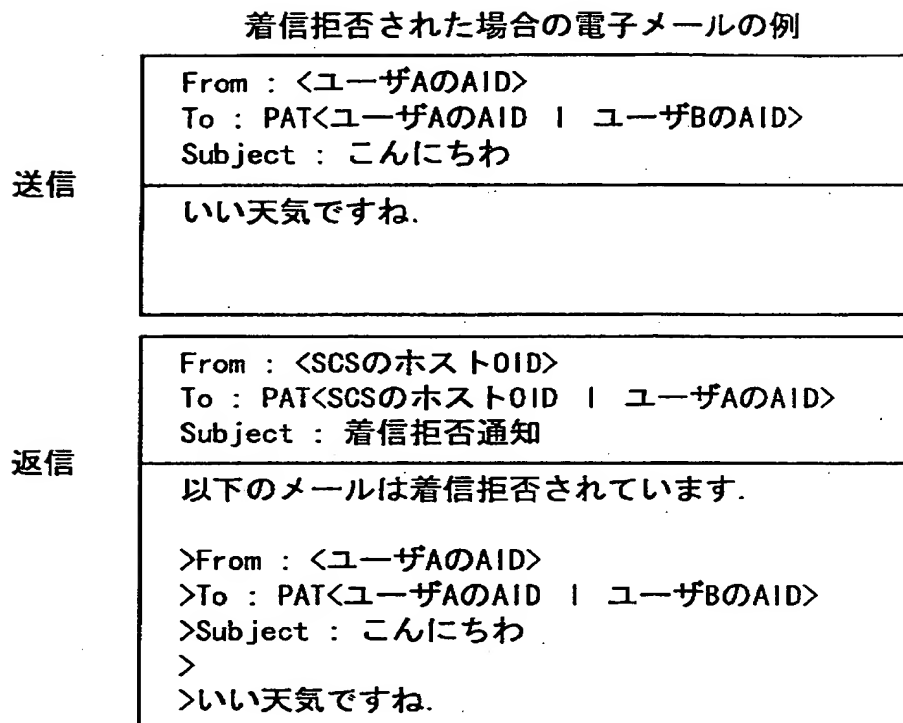 着信拒否された場合の電子メールの例
送信
From : <ユーザAのAID>
To : PAT<ユーザAのAID | ユーザBのAID>
Subject : こんにちわ
いい天気ですね.
返信
From : <SCSのホストOID>
To : PAT<SCSのホストOID | ユーザAのAID>
Subject : 着信拒否通知
以下のメールは着信拒否されています.
>From : <ユーザAのAID>
>To : PAT<ユーザAのAID | ユーザBのAID>
>Subject : こんにちわ
>
>いい天気ですね.